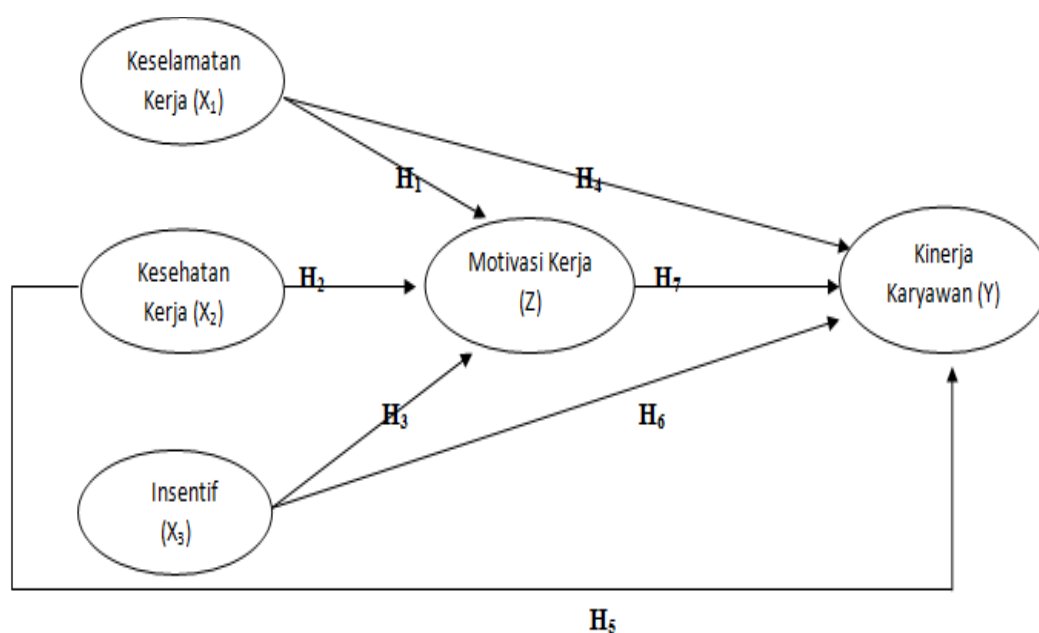 Keselamatan
Kerja (X₁)
H₁
H₄
Kesehatan
Kerja (X₂)
H₂
Motivasi Kerja
(Z)
H₇
Kinerja
Karyawan (Y)
H₃
H₆
Insentif
(X₃)
H₅